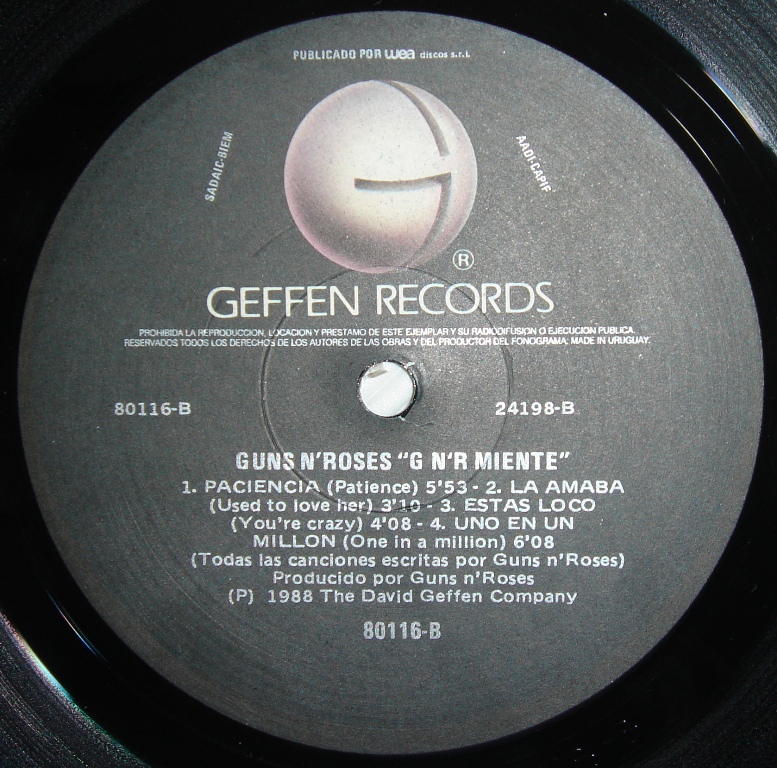 PUBLICADO POR wea discos s.r.l.
SADAIC-BIEM
AADI-CAPIF
G
®
GEFFEN RECORDS
PROHIBIDA LA REPRODUCCION, LOCACION Y PRESTAMO DE ESTE EJEMPLAR Y SU RADIODIFUSION O EJECUCION PUBLICA.
RESERVADOS TODOS LOS DERECHOS DE LOS AUTORES DE LAS OBRAS Y DEL PRODUCTOR DEL FONOGRAMA; MADE IN URUGUAY.
80116-B
24198-B
GUNS N'ROSES "G N'R MIENTE"
1. PACIENCIA (Patience) 5'53 - 2. LA AMABA
(Used to love her) 3'10 - 3. ESTAS LOCO
(You're crazy) 4'08 - 4. UNO EN UN
MILLON (One in a million) 6'08
(Todas las canciones escritas por Guns n'Roses)
Producido por Guns n'Roses
(P) 1988 The David Geffen Company
80116-B